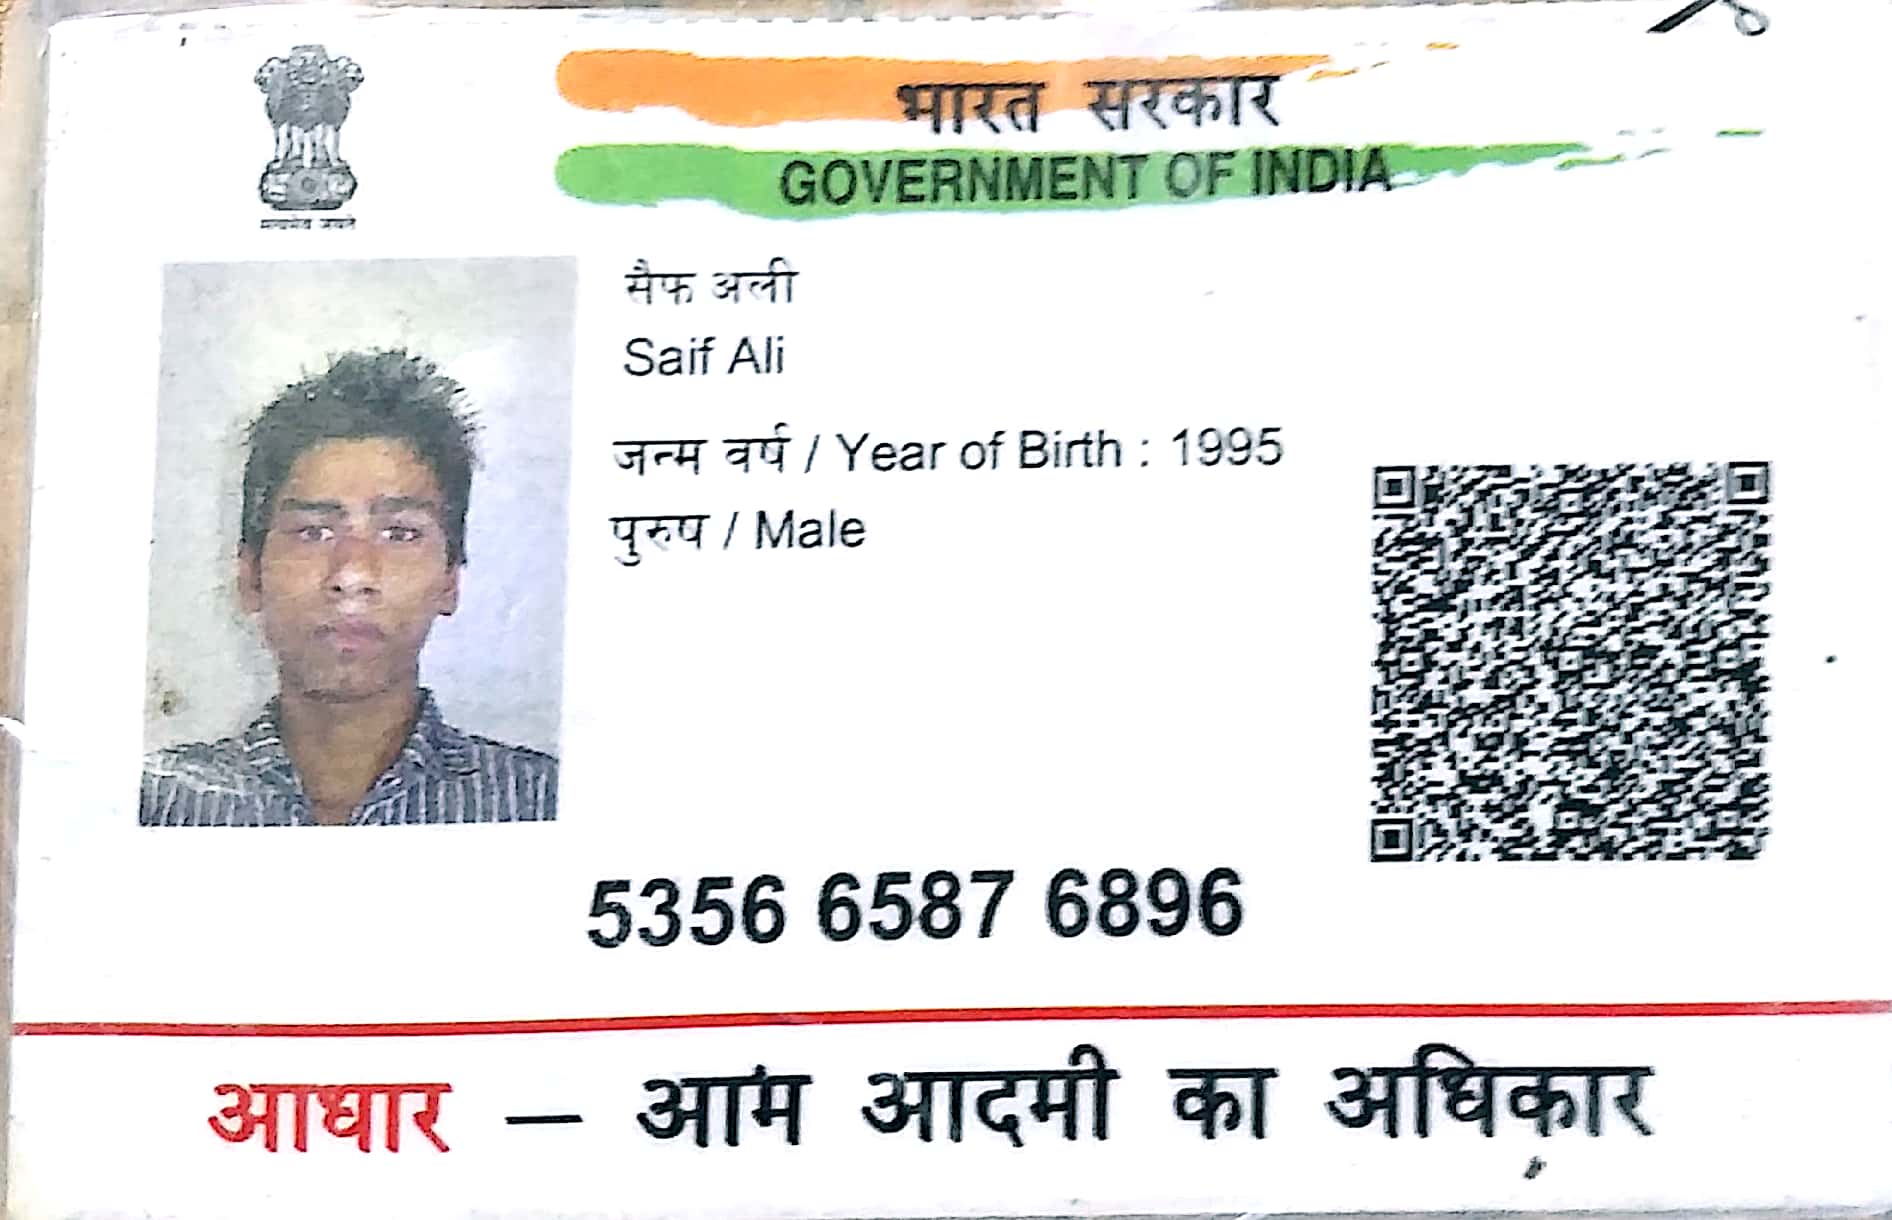 सत्यमेव जयते
भारत सरकार
GOVERNMENT OF INDIA
सैफ अली
Saif Ali
जन्म वर्ष / Year of Birth : 1995
पुरुष / Male
5356 6587 6896
आधार – आम आदमी का अधिकार